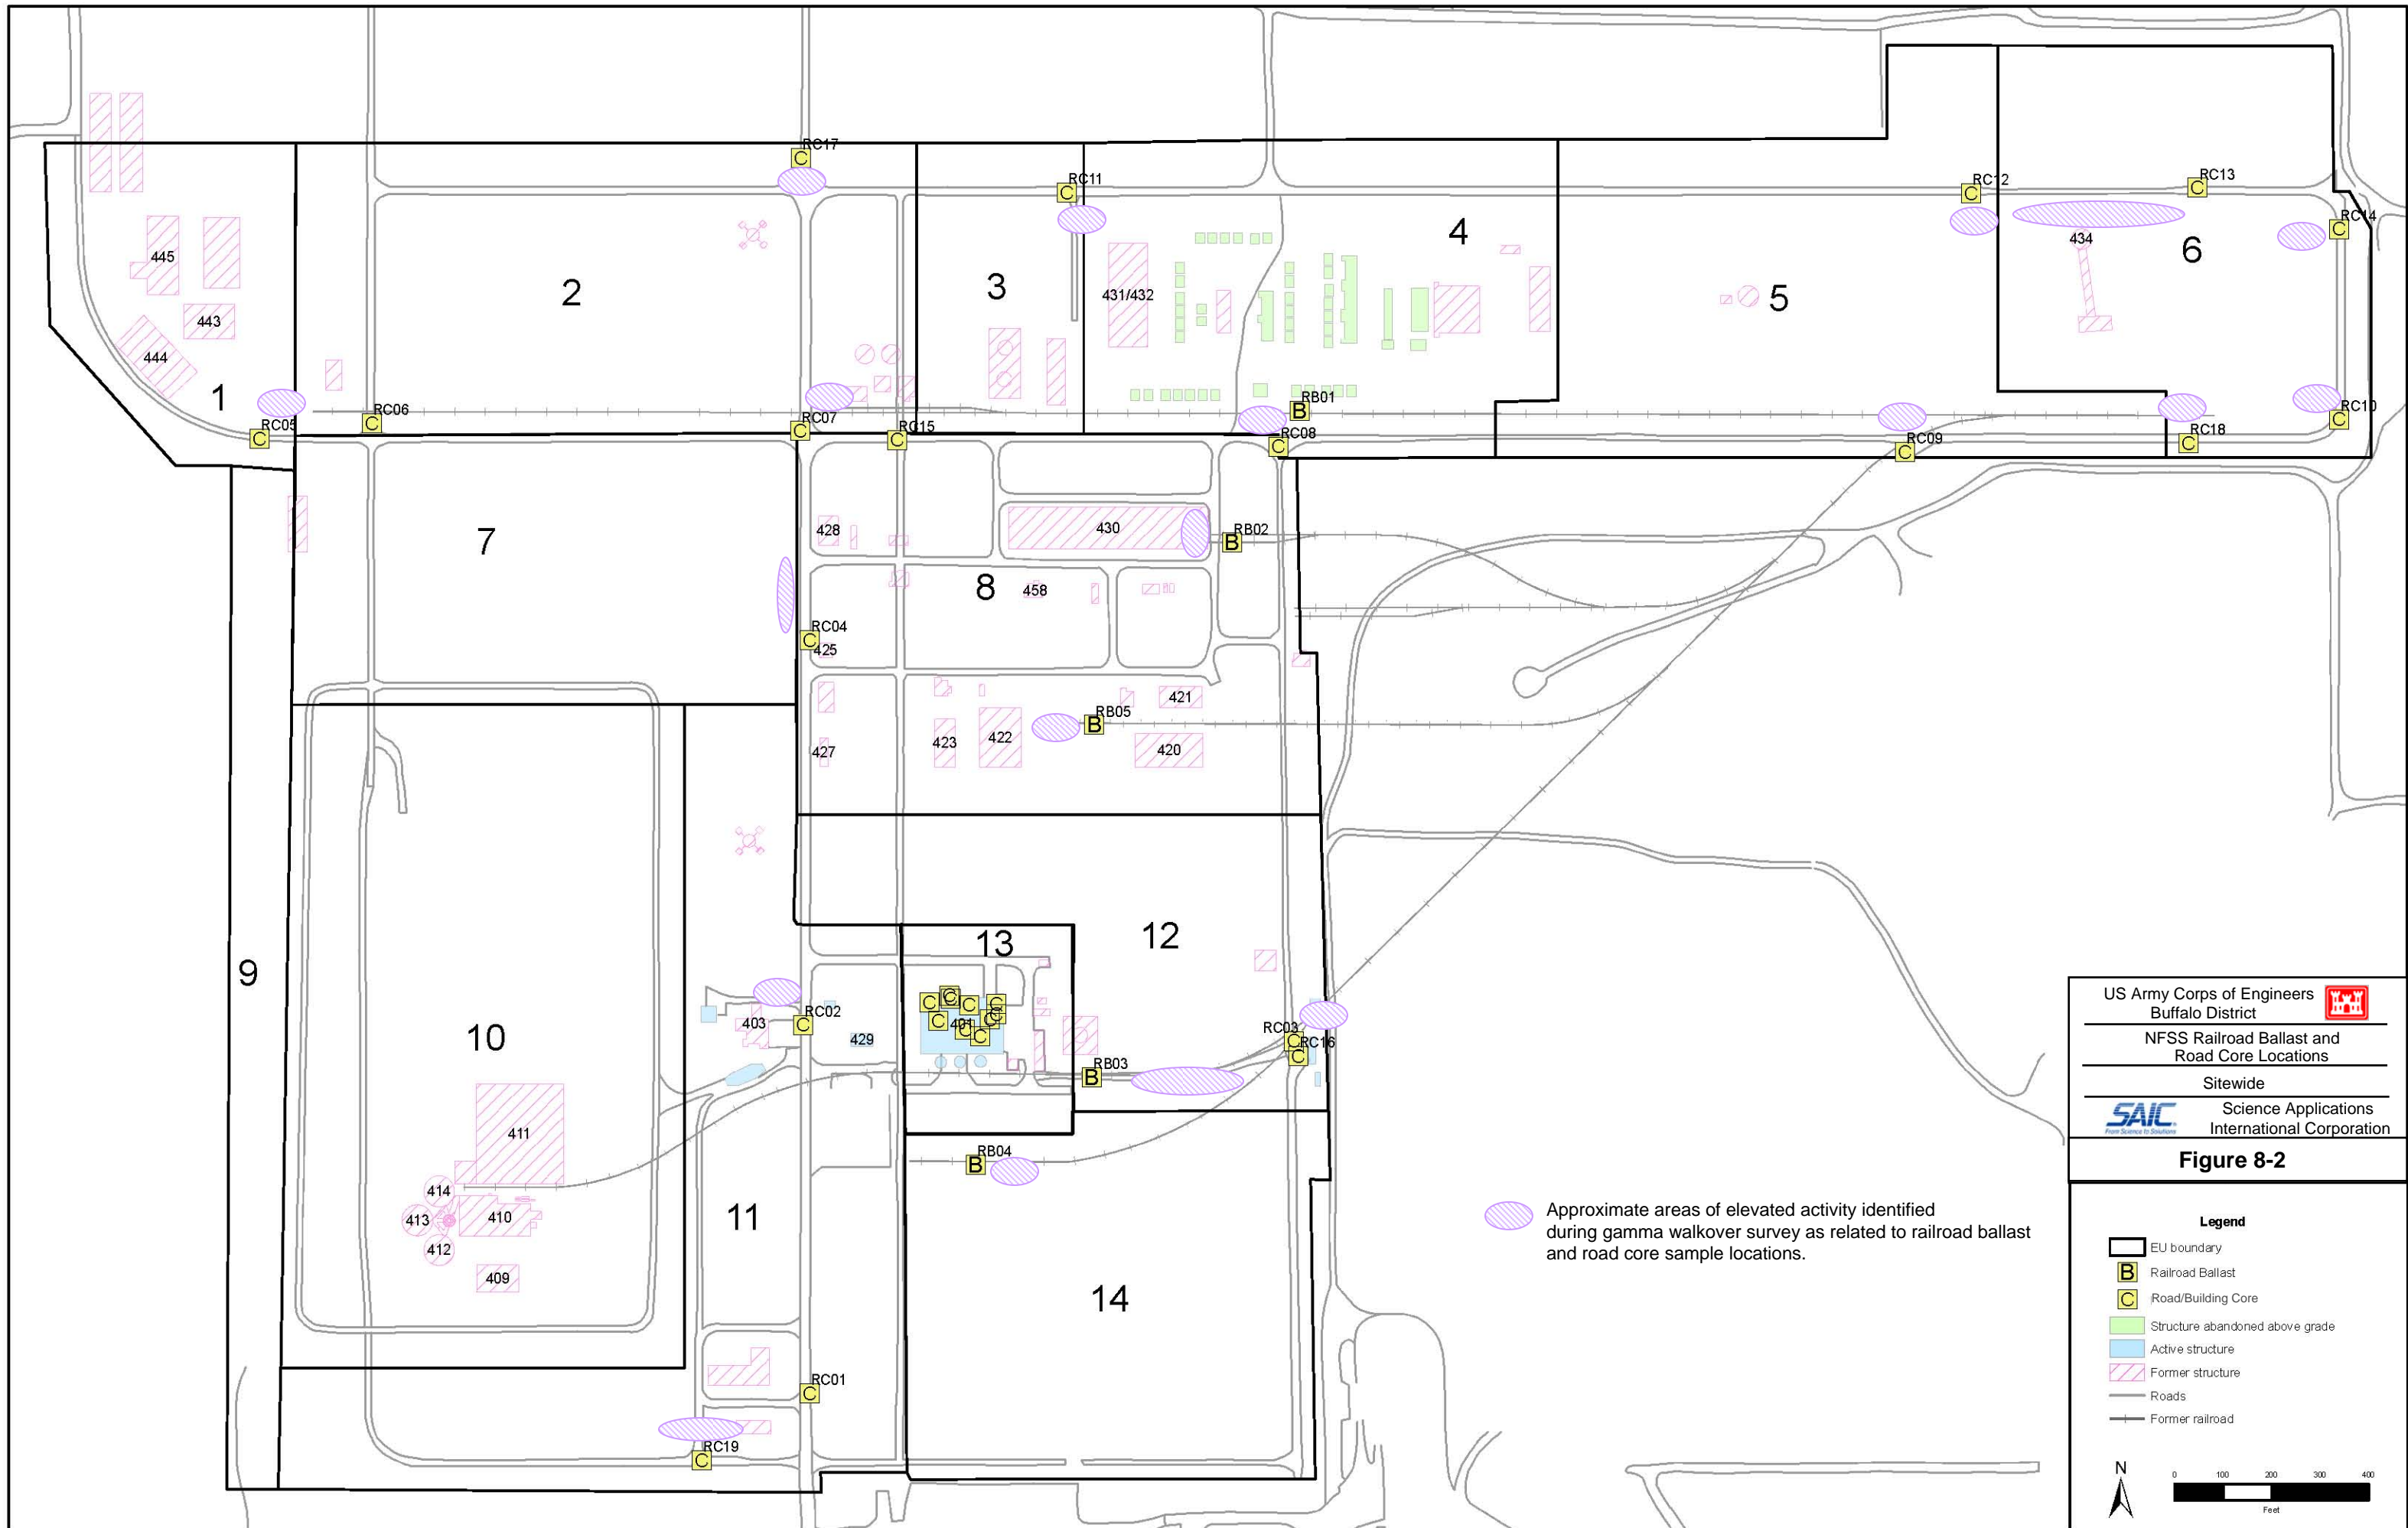 RC17
RC11
RC12
RC13
RC14
445
443
444
1
2
3
4
431/432
5
434
6
RC05
RC06
RC07
RC15
RB01
RC08
RC09
RC18
RC10
7
428
430
RB02
8
458
RC04
425
427
423
422
RB05
421
420
9
10
13
12
403
RC02
429
401
RC03
RC16
RB03
411
414
413
410
412
409
11
RB04
14
RC01
RC19
B
C
Approximate areas of elevated activity identified
during gamma walkover survey as related to railroad ballast
and road core sample locations.
US Army Corps of Engineers
Buffalo District
NFSS Railroad Ballast and
Road Core Locations
Sitewide
SAIC
From Science to Solutions
Science Applications
International Corporation
Figure 8-2
Legend
EU boundary
B Railroad Ballast
C Road/Building Core
Structure abandoned above grade
Active structure
Former structure
Roads
Former railroad
N
0 100 200 300 400
Feet